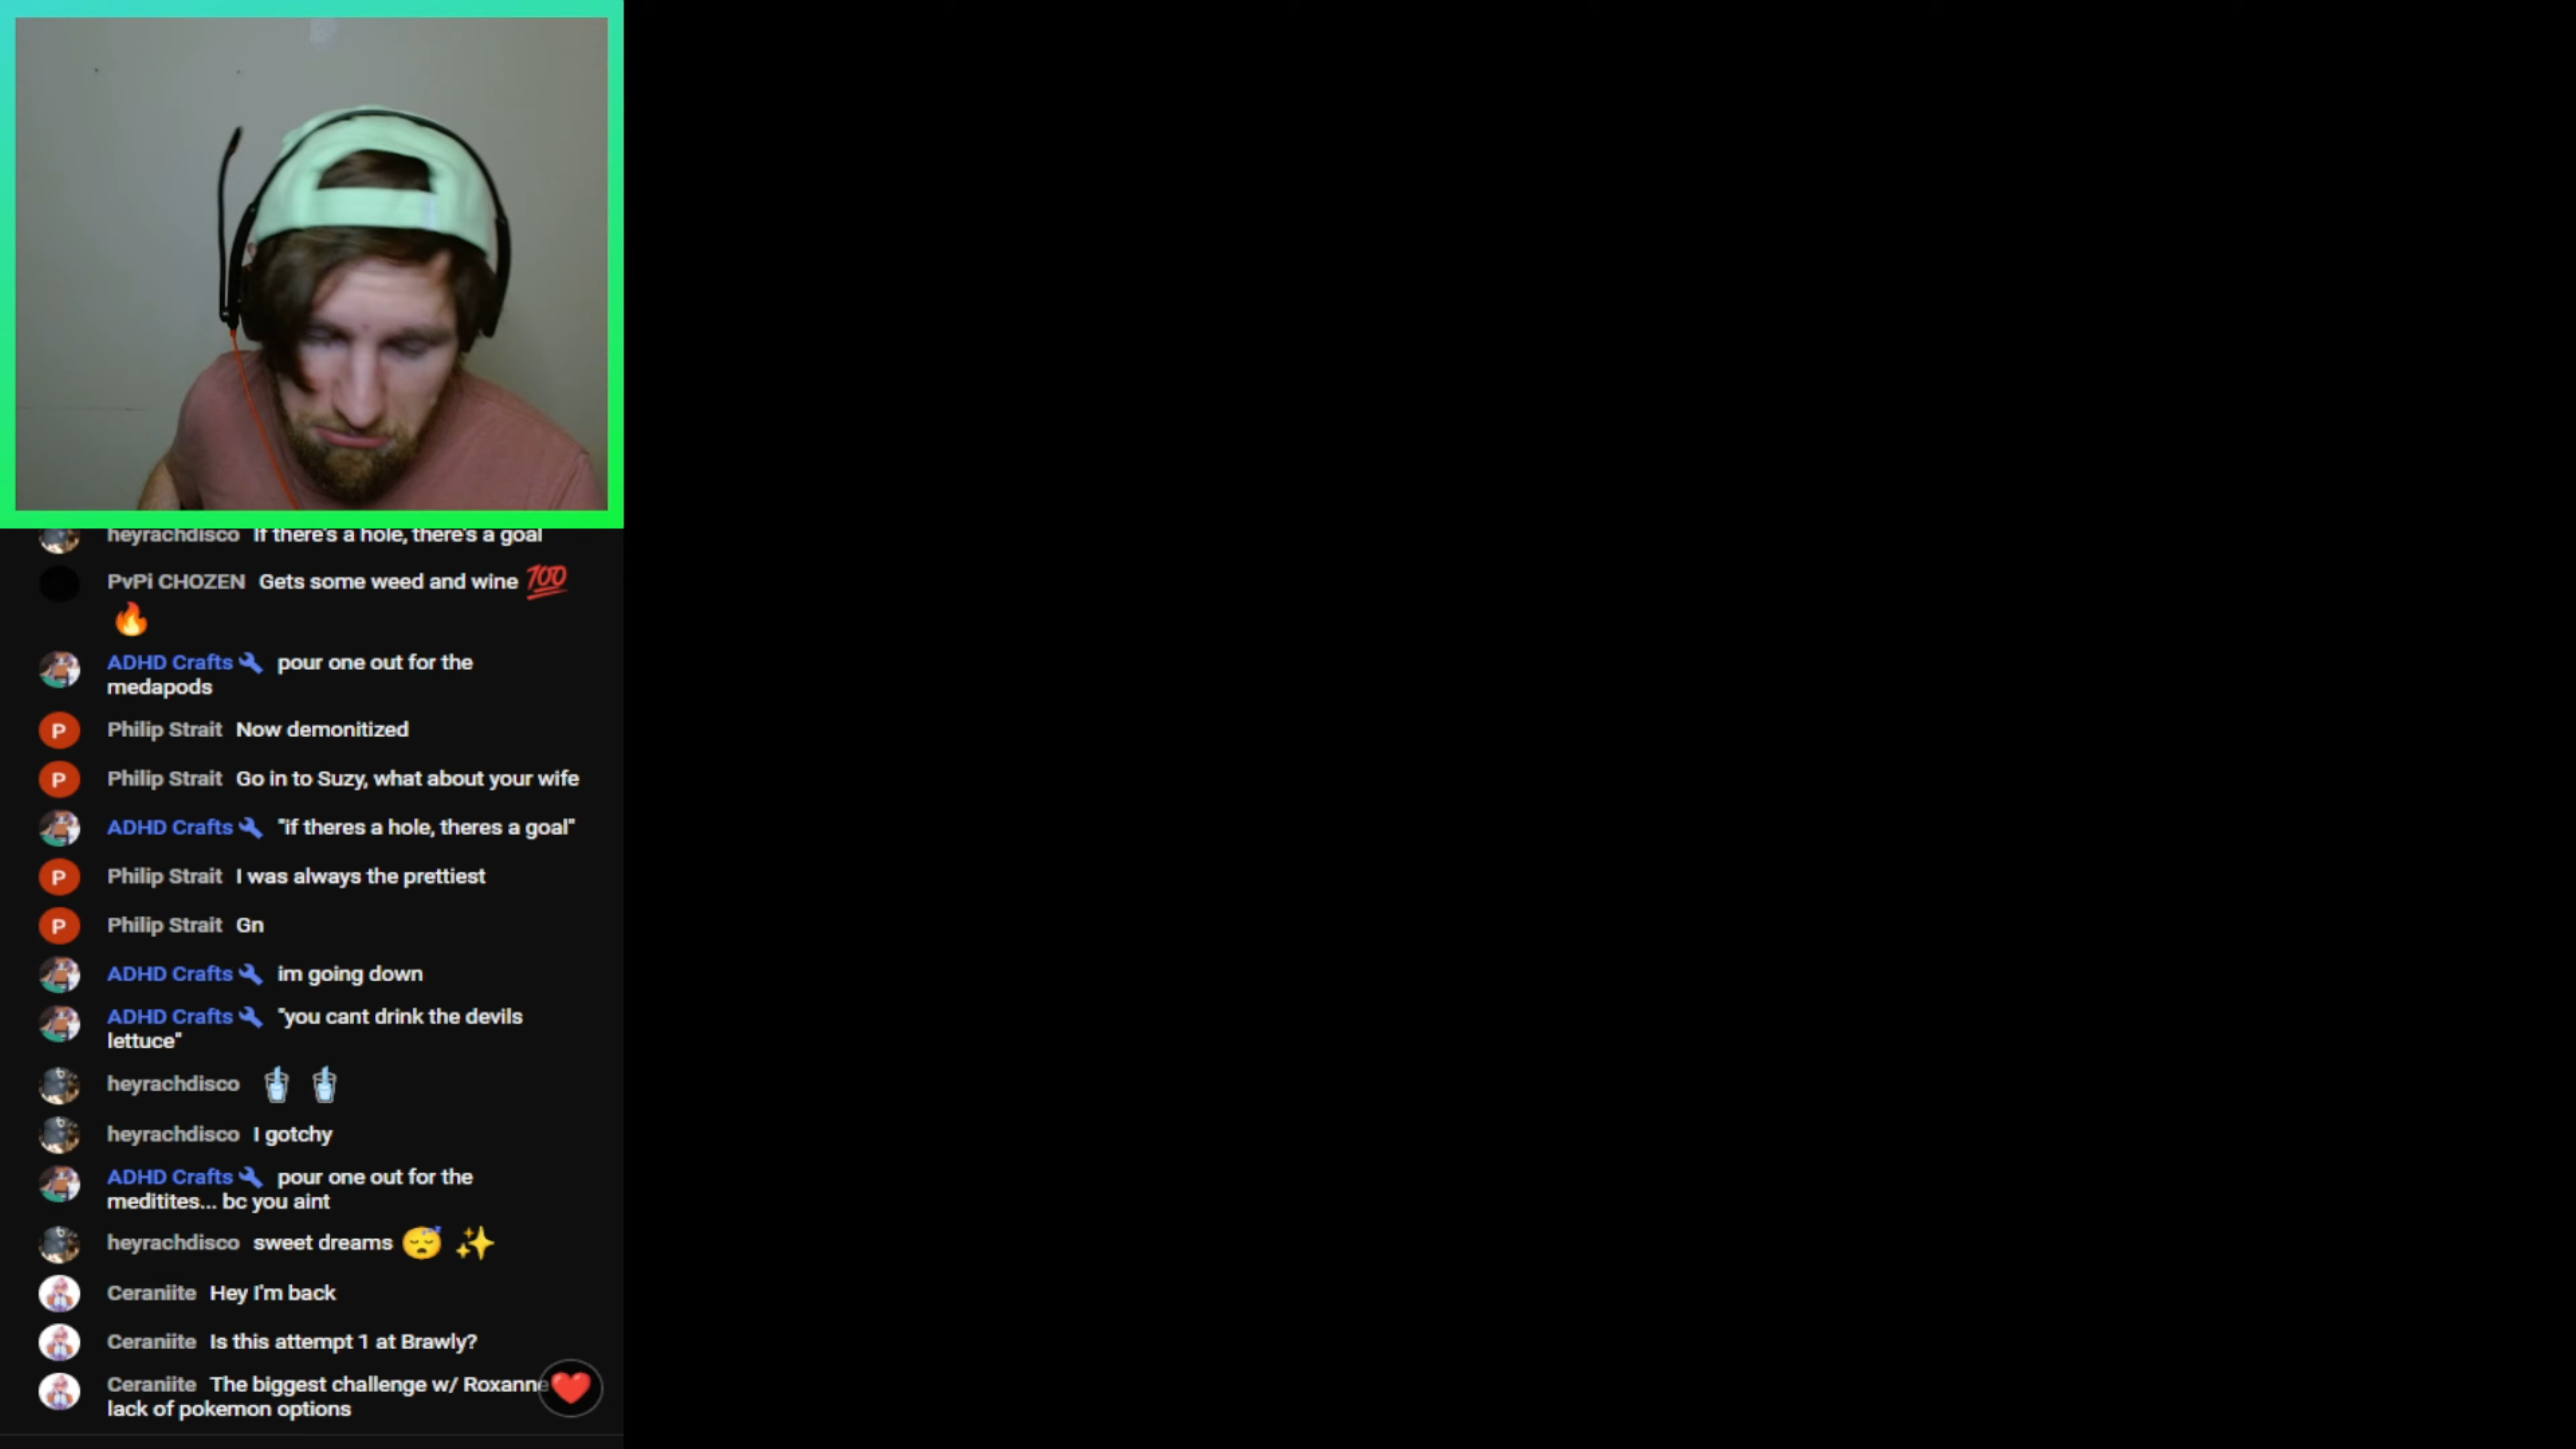 heyrachdisco If there's a hole, there's a goal
PvPi CHOZEN Gets some weed and wine 💯
🔥
ADHD Crafts pour one out for the
medapods
P Philip Strait Now demonitized
P Philip Strait Go in to Suzy, what about your wife
ADHD Crafts "if theres a hole, theres a goal"
P Philip Strait I was always the prettiest
P Philip Strait Gn
ADHD Crafts im going down
ADHD Crafts "you cant drink the devils
lettuce"
heyrachdisco
heyrachdisco I gotchy
ADHD Crafts pour one out for the
meditites... bc you aint
heyrachdisco sweet dreams 😴 ✨
Ceraniite Hey I'm back
Ceraniite Is this attempt 1 at Brawly?
Ceraniite The biggest challenge w/ Roxanne
lack of pokemon options